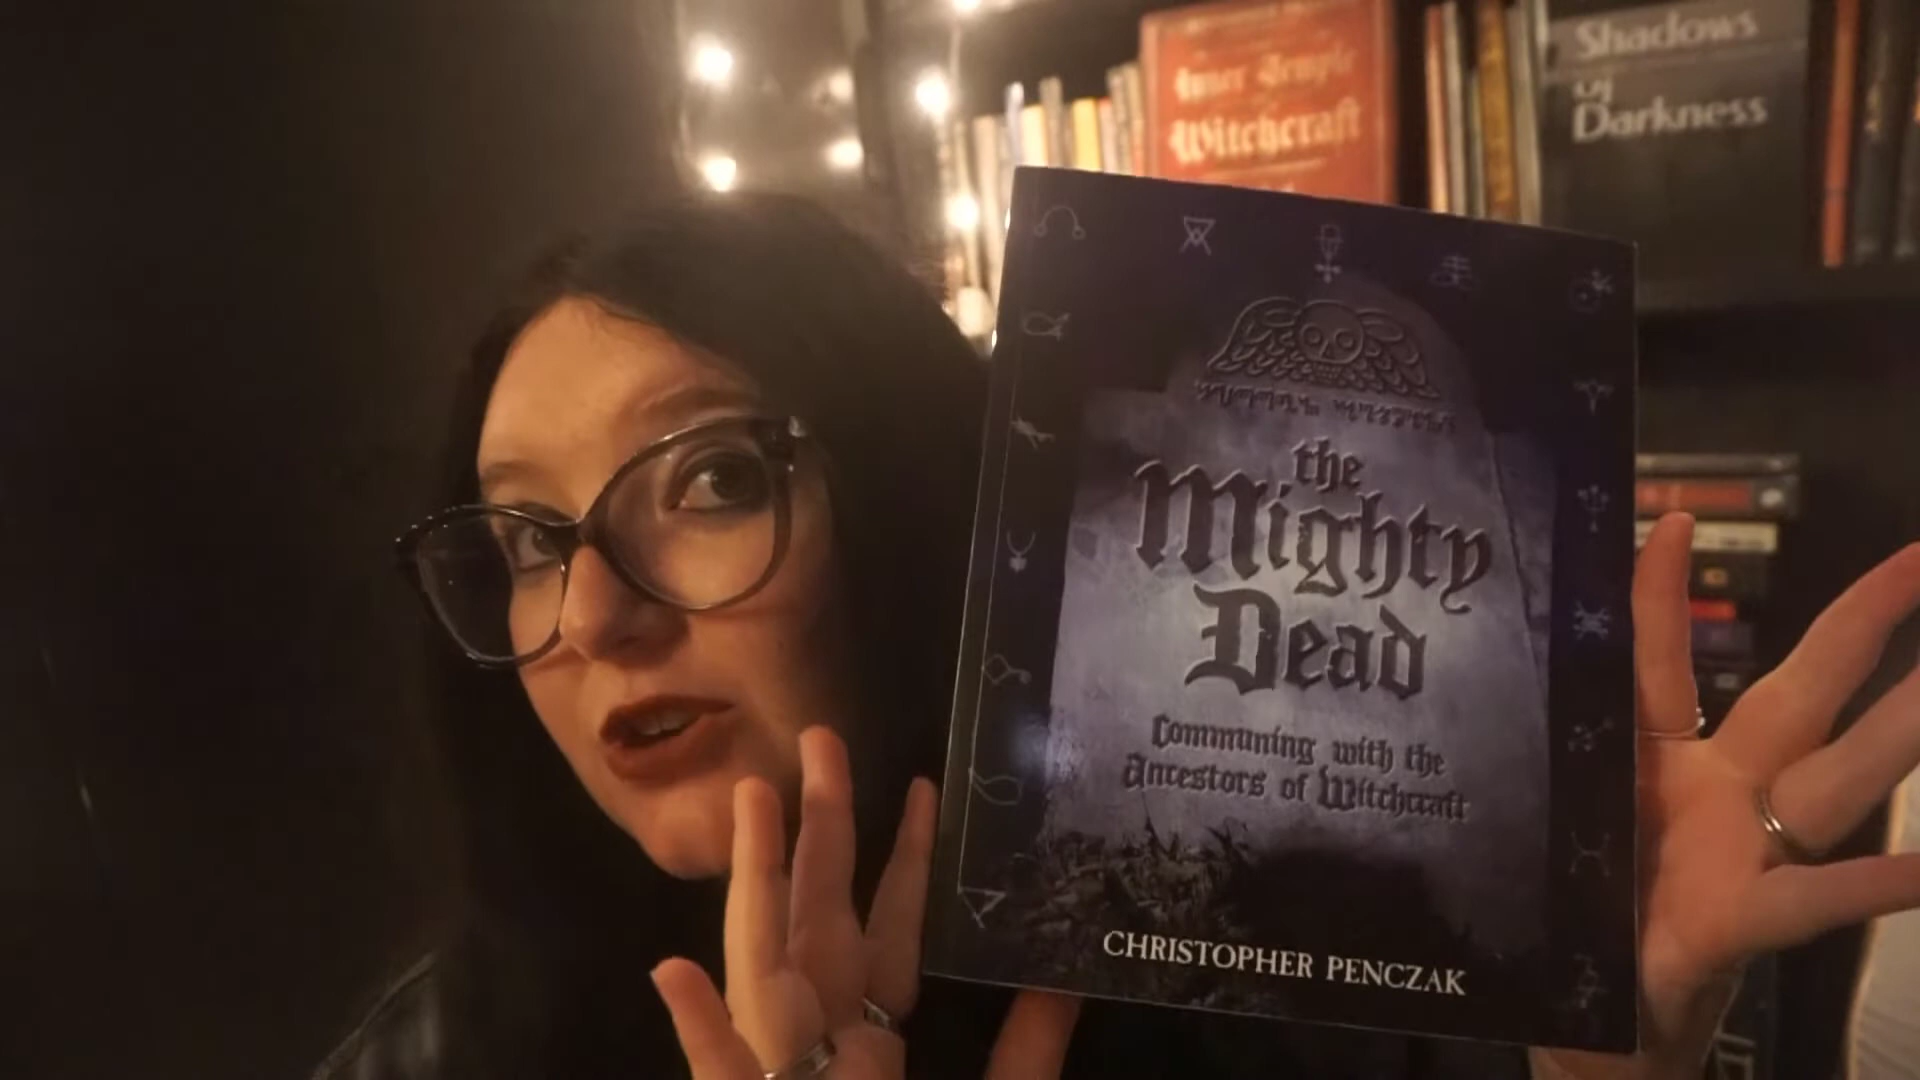 Inner Temple
Witchcraft
Shadows
of
Darkness
the
Mighty
Dead
Communing with the
Ancestors of Witchcraft
CHRISTOPHER PENCZAK